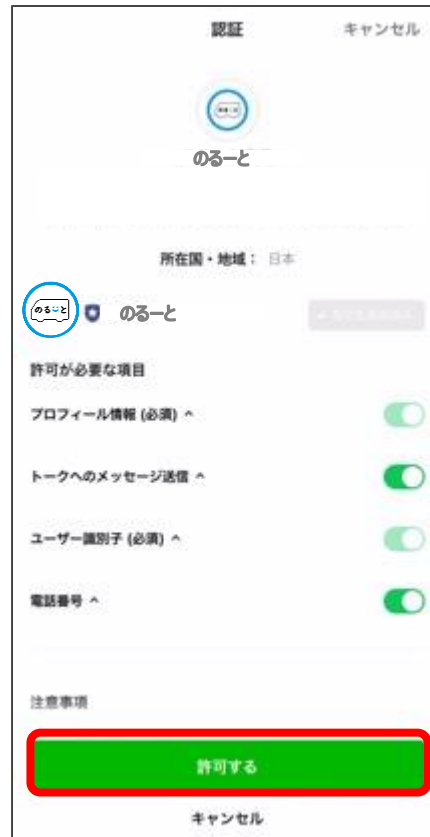 認証 キャンセル
のるーと
所在国・地域： 日本
のるーと のるーと
許可が必要な項目
プロフィール情報 (必須) ^
トークへのメッセージ送信 ^
ユーザー識別子 (必須) ^
電話番号 ^
注意事項
許可する
キャンセル